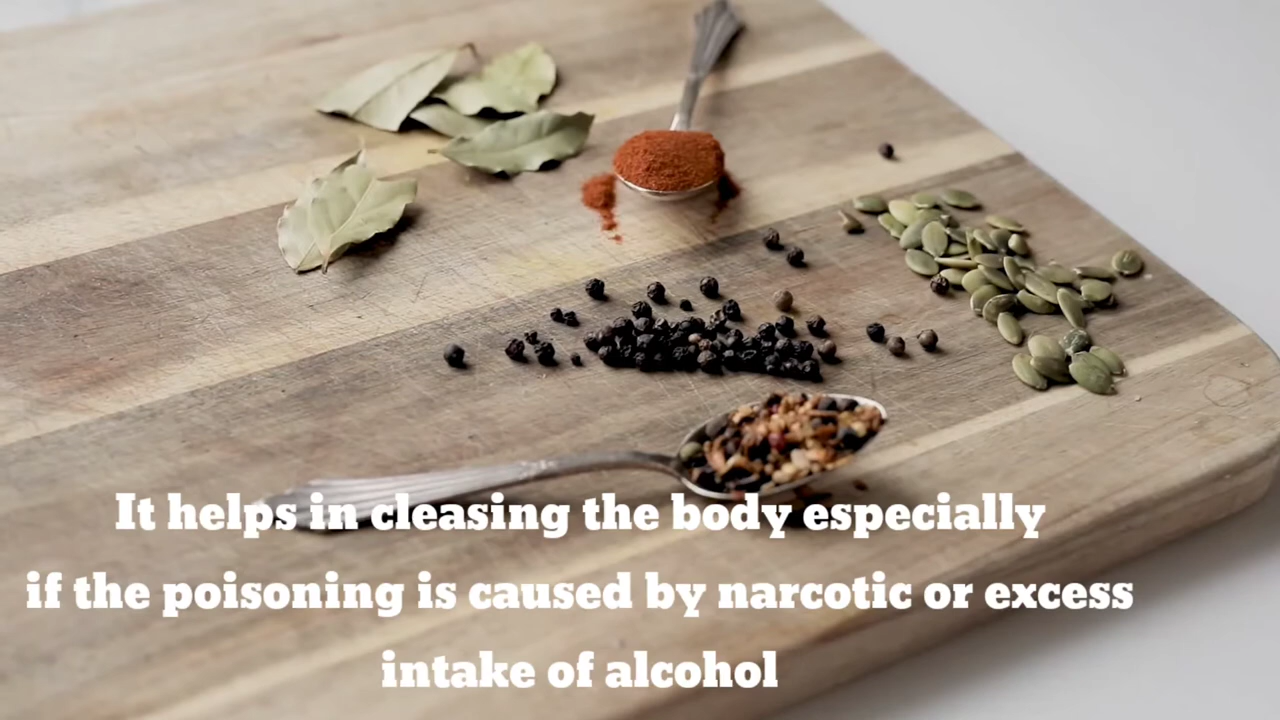 It helps in cleasing the body especially
if the poisoning is caused by narcotic or excess
intake of alcohol